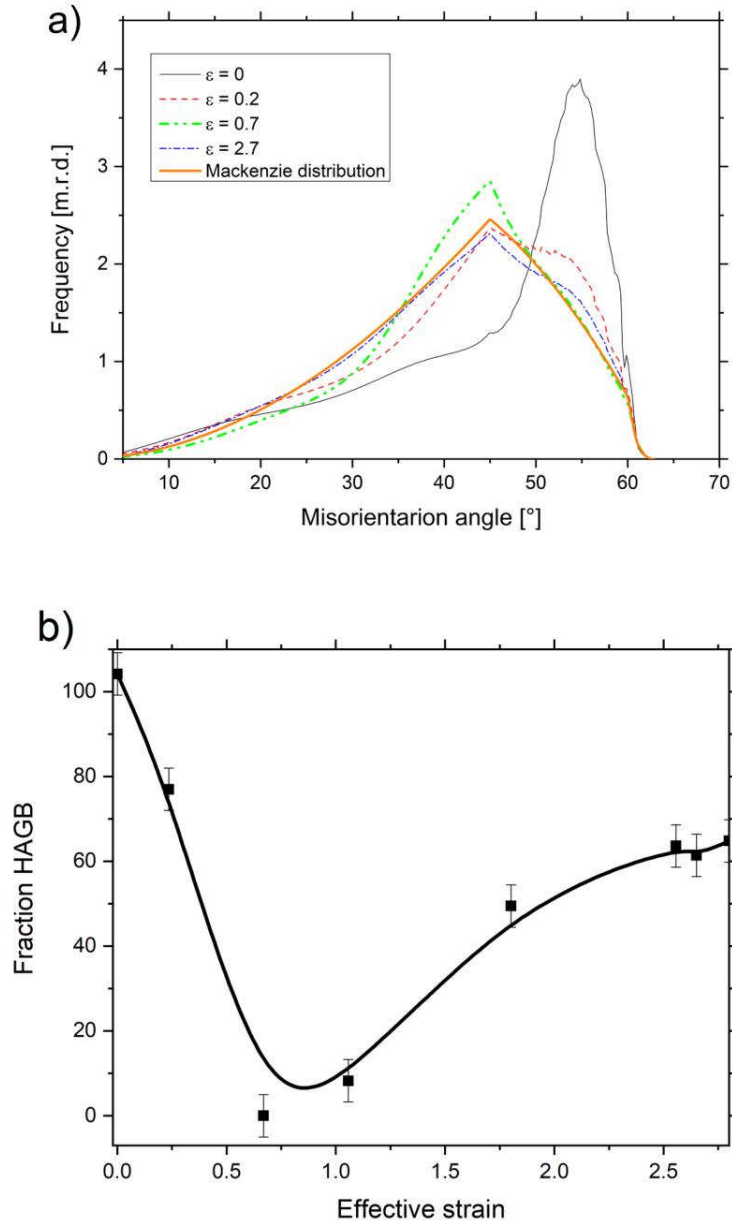 a)
Frequency [m.r.d.]
4
3
2
1
0
ε = 0
ε = 0.2
ε = 0.7
ε = 2.7
Mackenzie distribution
10 20 30 40 50 60 70
Misorientarion angle [°]
b)
Fraction HAGB
100
80
60
40
20
0
0.0 0.5 1.0 1.5 2.0 2.5
Effective strain